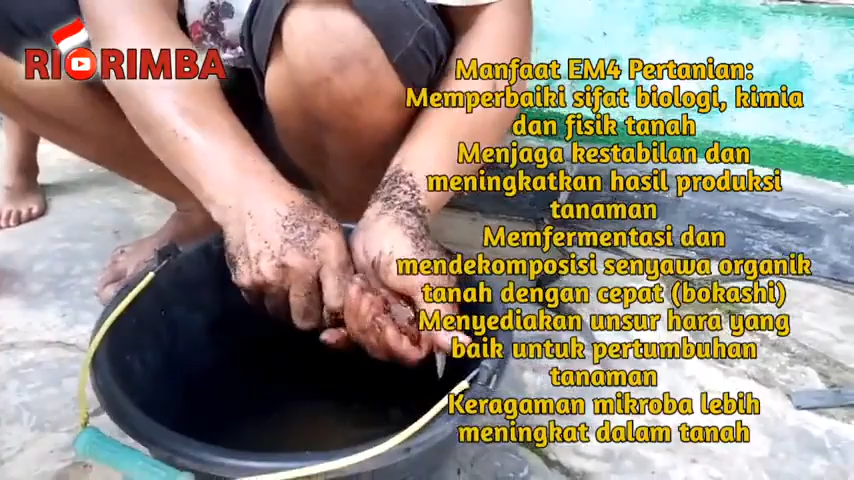 RIORIMBA
Manfaat EM4 Pertanian:
Memperbaiki sifat biologi, kimia
dan fisik tanah
Menjaga kestabilan dan
meningkatkan hasil produksi
tanaman
Memfermentasi dan
mendekomposisi senyawa organik
tanah dengan cepat (bokashi)
Menyediakan unsur hara yang
baik untuk pertumbuhan
tanaman
Keragaman mikroba lebih
meningkat dalam tanah